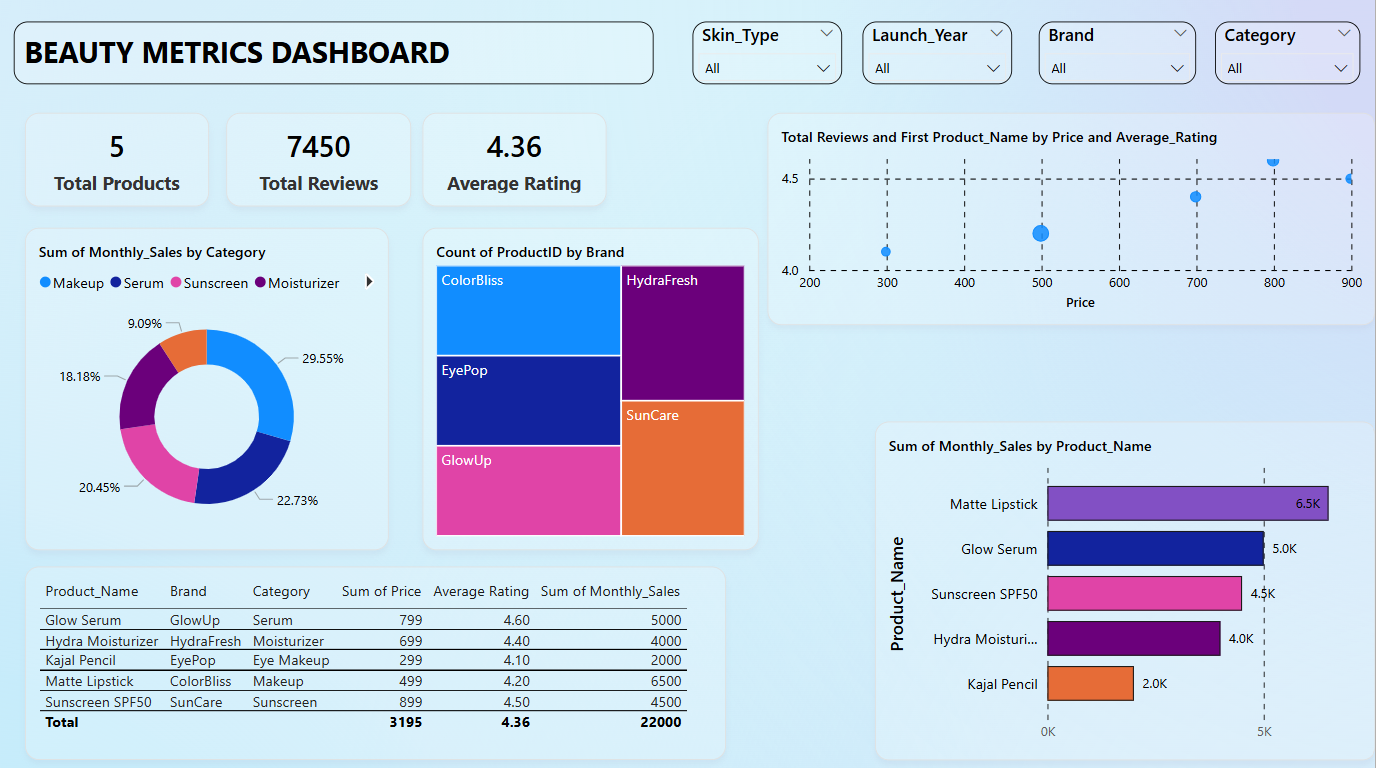 BEAUTY METRICS DASHBOARD
Skin_Type
All
Launch_Year
All
Brand
All
Category
All
5
Total Products
7450
Total Reviews
4.36
Average Rating
Total Reviews and First Product_Name by Price and Average_Rating
4.5
4.0
200 300 400 500 600 700 800 900
Price
Sum of Monthly_Sales by Category
Makeup Serum Sunscreen Moisturizer
9.09%
29.55%
18.18%
20.45%
22.73%
Count of ProductID by Brand
ColorBliss
HydraFresh
EyePop
SunCare
GlowUp
Sum of Monthly_Sales by Product_Name
Product_Name
Matte Lipstick 6.5K
Glow Serum 5.0K
Sunscreen SPF50 4.5K
Hydra Moisturi... 4.0K
Kajal Pencil 2.0K
0K 5K
Product_Name Brand Category Sum of Price Average Rating Sum of Monthly_Sales
Glow Serum GlowUp Serum 799 4.60 5000
Hydra Moisturizer HydraFresh Moisturizer 699 4.40 4000
Kajal Pencil EyePop Eye Makeup 299 4.10 2000
Matte Lipstick ColorBliss Makeup 499 4.20 6500
Sunscreen SPF50 SunCare Sunscreen 899 4.50 4500
Total 3195 4.36 22000